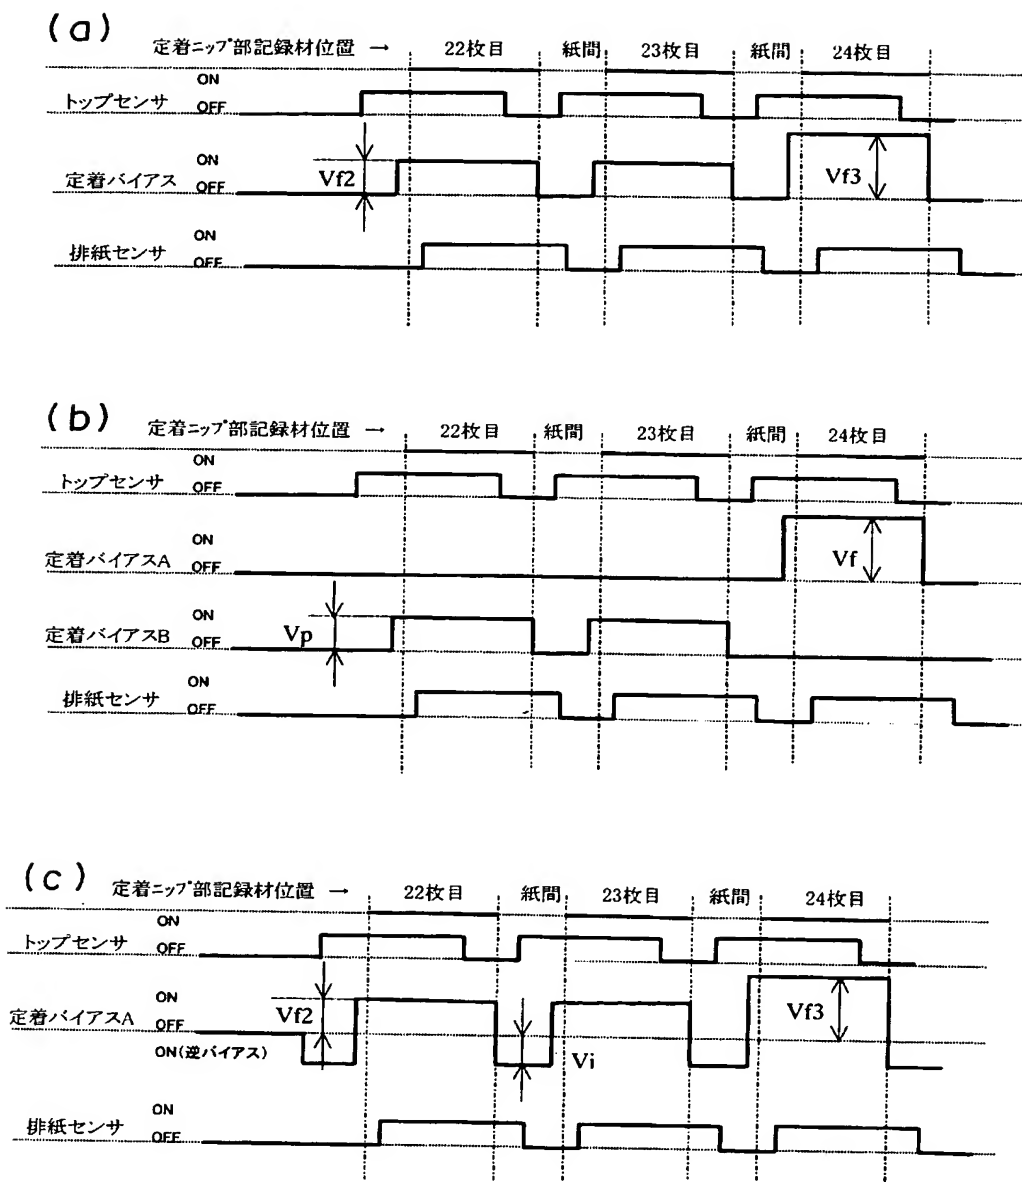 (a)
定着ニップ部記録材位置 → 22枚目 紙間 23枚目 紙間 24枚目
ON
トップセンサ OFF
ON
定着バイアス OFF Vf2 Vf3
ON
排紙センサ OFF
(b)
定着ニップ部記録材位置 → 22枚目 紙間 23枚目 紙間 24枚目
ON
トップセンサ OFF
ON
定着バイアスA OFF Vf
ON
定着バイアスB OFF Vp
ON
排紙センサ OFF
(c)
定着ニップ部記録材位置 → 22枚目 紙間 23枚目 紙間 24枚目
ON
トップセンサ OFF
ON
定着バイアスA OFF Vf2 Vf3
ON(逆バイアス) Vi
ON
排紙センサ OFF